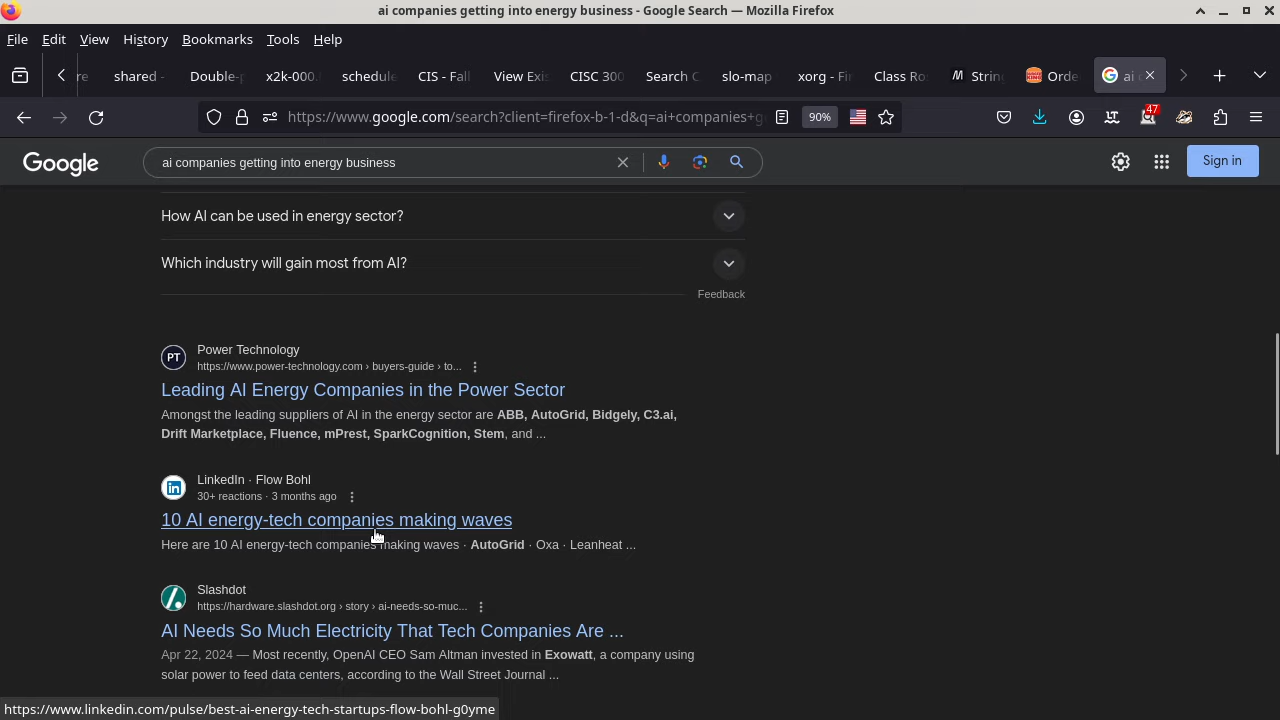 ai companies getting into energy business - Google Search — Mozilla Firefox
File Edit View History Bookmarks Tools Help
re shared - Double-p x2k-000. schedule CIS - Fall View Exis CISC 300 Search C slo-map xorg - Fir Class Ros String Orde ai c
https://www.google.com/search?client=firefox-b-1-d&q=ai+companies+g 90% 47
Google ai companies getting into energy business Sign in
How AI can be used in energy sector?
Which industry will gain most from AI?
Feedback
PT Power Technology
https://www.power-technology.com › buyers-guide › to...
Leading AI Energy Companies in the Power Sector
Amongst the leading suppliers of AI in the energy sector are ABB, AutoGrid, Bidgely, C3.ai,
Drift Marketplace, Fluence, mPrest, SparkCognition, Stem, and ...
in LinkedIn · Flow Bohl
30+ reactions · 3 months ago
10 AI energy-tech companies making waves
Here are 10 AI energy-tech companies making waves · AutoGrid · Oxa · Leanheat ...
Slashdot
https://hardware.slashdot.org › story › ai-needs-so-muc...
AI Needs So Much Electricity That Tech Companies Are ...
Apr 22, 2024 — Most recently, OpenAI CEO Sam Altman invested in Exowatt, a company using
solar power to feed data centers, according to the Wall Street Journal ...
https://www.linkedin.com/pulse/best-ai-energy-tech-startups-flow-bohl-g0yme